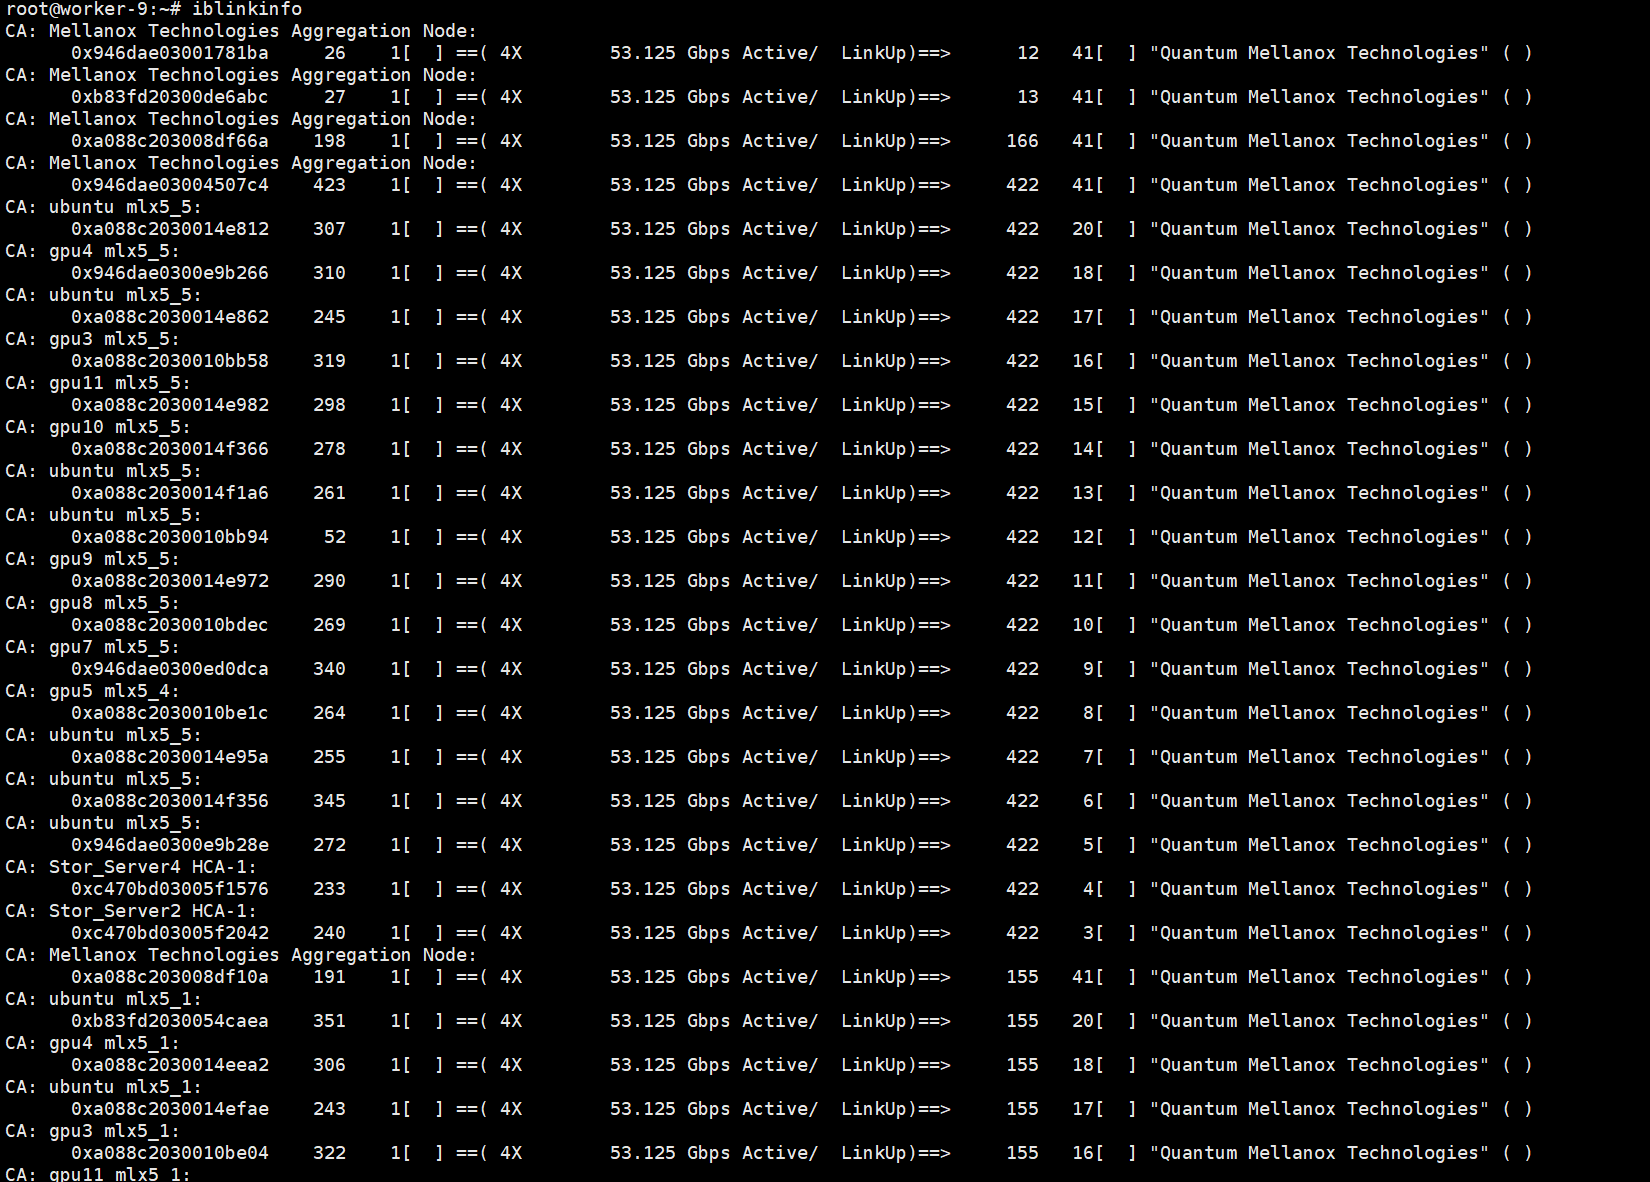 root@worker-9:~# iblinkinfo
CA: Mellanox Technologies Aggregation Node:
      0x946dae03001781ba    26    1[  ] ==( 4X        53.125 Gbps Active/  LinkUp)==>      12   41[  ] "Quantum Mellanox Technologies" ( )
CA: Mellanox Technologies Aggregation Node:
      0xb83fd20300de6abc    27    1[  ] ==( 4X        53.125 Gbps Active/  LinkUp)==>      13   41[  ] "Quantum Mellanox Technologies" ( )
CA: Mellanox Technologies Aggregation Node:
      0xa088c203008df66a    198    1[  ] ==( 4X        53.125 Gbps Active/  LinkUp)==>     166   41[  ] "Quantum Mellanox Technologies" ( )
CA: Mellanox Technologies Aggregation Node:
      0x946dae03004507c4    423    1[  ] ==( 4X        53.125 Gbps Active/  LinkUp)==>     422   41[  ] "Quantum Mellanox Technologies" ( )
CA: ubuntu mlx5_5:
      0xa088c2030014e812    307    1[  ] ==( 4X        53.125 Gbps Active/  LinkUp)==>     422   20[  ] "Quantum Mellanox Technologies" ( )
CA: gpu4 mlx5_5:
      0x946dae0300e9b266    310    1[  ] ==( 4X        53.125 Gbps Active/  LinkUp)==>     422   18[  ] "Quantum Mellanox Technologies" ( )
CA: ubuntu mlx5_5:
      0xa088c2030014e862    245    1[  ] ==( 4X        53.125 Gbps Active/  LinkUp)==>     422   17[  ] "Quantum Mellanox Technologies" ( )
CA: gpu3 mlx5_5:
      0xa088c2030010bb58    319    1[  ] ==( 4X        53.125 Gbps Active/  LinkUp)==>     422   16[  ] "Quantum Mellanox Technologies" ( )
CA: gpu11 mlx5_5:
      0xa088c2030014e982    298    1[  ] ==( 4X        53.125 Gbps Active/  LinkUp)==>     422   15[  ] "Quantum Mellanox Technologies" ( )
CA: gpu10 mlx5_5:
      0xa088c2030014f366    278    1[  ] ==( 4X        53.125 Gbps Active/  LinkUp)==>     422   14[  ] "Quantum Mellanox Technologies" ( )
CA: ubuntu mlx5_5:
      0xa088c2030014f1a6    261    1[  ] ==( 4X        53.125 Gbps Active/  LinkUp)==>     422   13[  ] "Quantum Mellanox Technologies" ( )
CA: ubuntu mlx5_5:
      0xa088c2030010bb94    52    1[  ] ==( 4X        53.125 Gbps Active/  LinkUp)==>     422   12[  ] "Quantum Mellanox Technologies" ( )
CA: gpu9 mlx5_5:
      0xa088c2030014e972    290    1[  ] ==( 4X        53.125 Gbps Active/  LinkUp)==>     422   11[  ] "Quantum Mellanox Technologies" ( )
CA: gpu8 mlx5_5:
      0xa088c2030010bdec    269    1[  ] ==( 4X        53.125 Gbps Active/  LinkUp)==>     422   10[  ] "Quantum Mellanox Technologies" ( )
CA: gpu7 mlx5_5:
      0x946dae0300ed0dca    340    1[  ] ==( 4X        53.125 Gbps Active/  LinkUp)==>     422    9[  ] "Quantum Mellanox Technologies" ( )
CA: gpu5 mlx5_4:
      0xa088c2030010be1c    264    1[  ] ==( 4X        53.125 Gbps Active/  LinkUp)==>     422    8[  ] "Quantum Mellanox Technologies" ( )
CA: ubuntu mlx5_5:
      0xa088c2030014e95a    255    1[  ] ==( 4X        53.125 Gbps Active/  LinkUp)==>     422    7[  ] "Quantum Mellanox Technologies" ( )
CA: ubuntu mlx5_5:
      0xa088c2030014f356    345    1[  ] ==( 4X        53.125 Gbps Active/  LinkUp)==>     422    6[  ] "Quantum Mellanox Technologies" ( )
CA: ubuntu mlx5_5:
      0x946dae0300e9b28e    272    1[  ] ==( 4X        53.125 Gbps Active/  LinkUp)==>     422    5[  ] "Quantum Mellanox Technologies" ( )
CA: Stor_Server4 HCA-1:
      0xc470bd03005f1576    233    1[  ] ==( 4X        53.125 Gbps Active/  LinkUp)==>     422    4[  ] "Quantum Mellanox Technologies" ( )
CA: Stor_Server2 HCA-1:
      0xc470bd03005f2042    240    1[  ] ==( 4X        53.125 Gbps Active/  LinkUp)==>     422    3[  ] "Quantum Mellanox Technologies" ( )
CA: Mellanox Technologies Aggregation Node:
      0xa088c203008df10a    191    1[  ] ==( 4X        53.125 Gbps Active/  LinkUp)==>     155   41[  ] "Quantum Mellanox Technologies" ( )
CA: ubuntu mlx5_1:
      0xb83fd2030054caea    351    1[  ] ==( 4X        53.125 Gbps Active/  LinkUp)==>     155   20[  ] "Quantum Mellanox Technologies" ( )
CA: gpu4 mlx5_1:
      0xa088c2030014eea2    306    1[  ] ==( 4X        53.125 Gbps Active/  LinkUp)==>     155   18[  ] "Quantum Mellanox Technologies" ( )
CA: ubuntu mlx5_1:
      0xa088c2030014efae    243    1[  ] ==( 4X        53.125 Gbps Active/  LinkUp)==>     155   17[  ] "Quantum Mellanox Technologies" ( )
CA: gpu3 mlx5_1:
      0xa088c2030010be04    322    1[  ] ==( 4X        53.125 Gbps Active/  LinkUp)==>     155   16[  ] "Quantum Mellanox Technologies" ( )
CA: gpu11 mlx5_1: